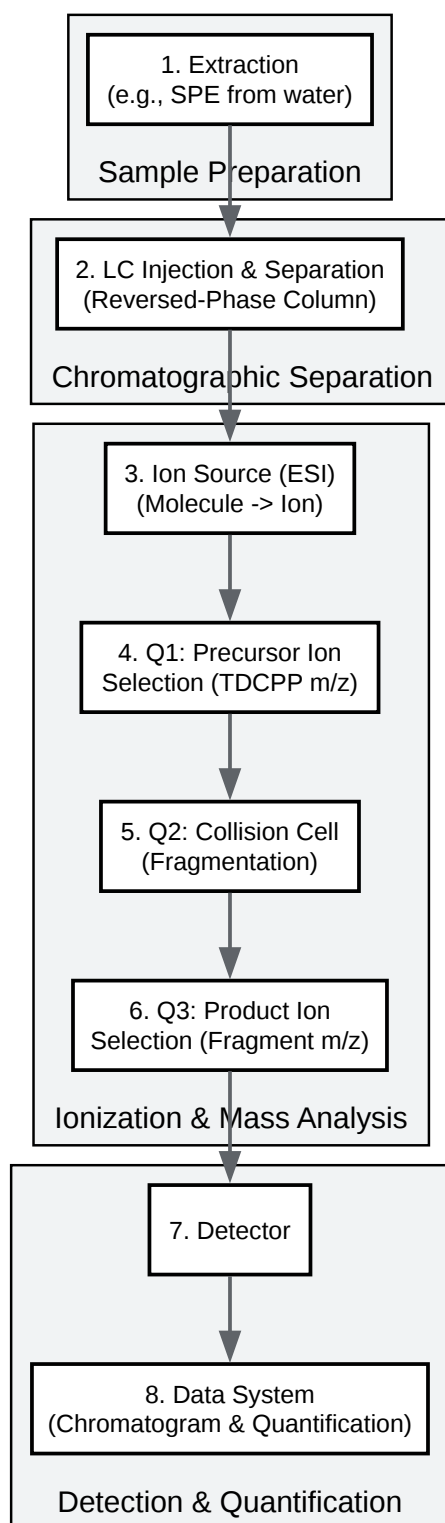 1. Extraction
(e.g., SPE from water)
Sample Preparation
2. LC Injection & Separation
(Reversed-Phase Column)
Chromatographic Separation
3. Ion Source (ESI)
(Molecule -> Ion)
4. Q1: Precursor Ion
Selection (TDCPP m/z)
5. Q2: Collision Cell
(Fragmentation)
6. Q3: Product Ion
Selection (Fragment m/z)
Ionization & Mass Analysis
7. Detector
8. Data System
(Chromatogram & Quantification)
Detection & Quantification